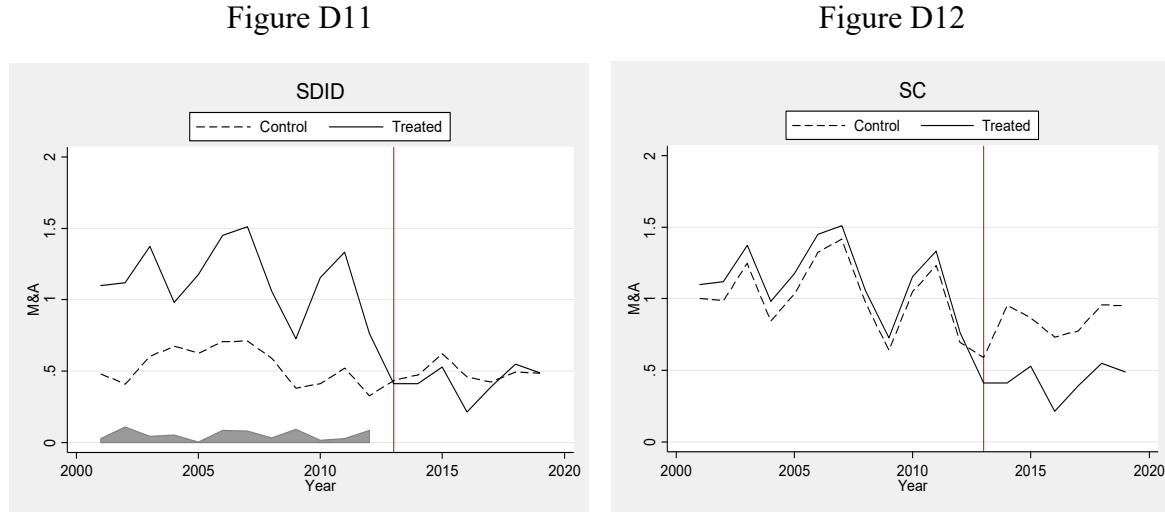 Figure D11
SDID
Control Treated
M&A
2
1.5
1
.5
0
2000 2005 2010 2015 2020
Year
Figure D12
SC
Control Treated
M&A
2
1.5
1
.5
0
2000 2005 2010 2015 2020
Year